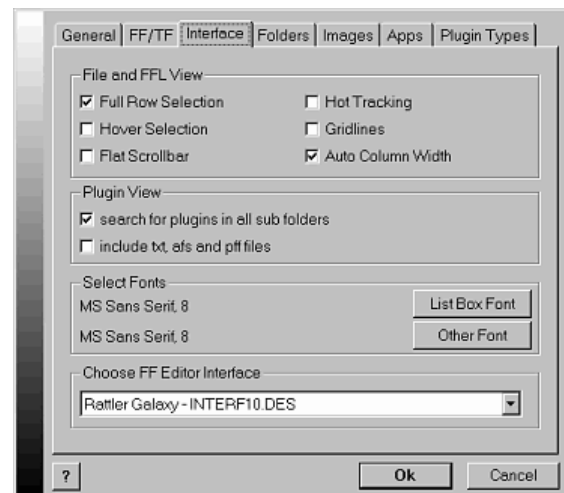 General FF/TF Interface Folders Images Apps Plugin Types
File and FFL View
Full Row Selection Hot Tracking
Hover Selection Gridlines
Flat Scrollbar Auto Column Width
Plugin View
search for plugins in all sub folders
include txt, afs and pff files
Select Fonts
MS Sans Serif, 8 List Box Font
MS Sans Serif, 8 Other Font
Choose FF Editor Interface
Rattler Galaxy - INTERF10.DES
? Ok Cancel